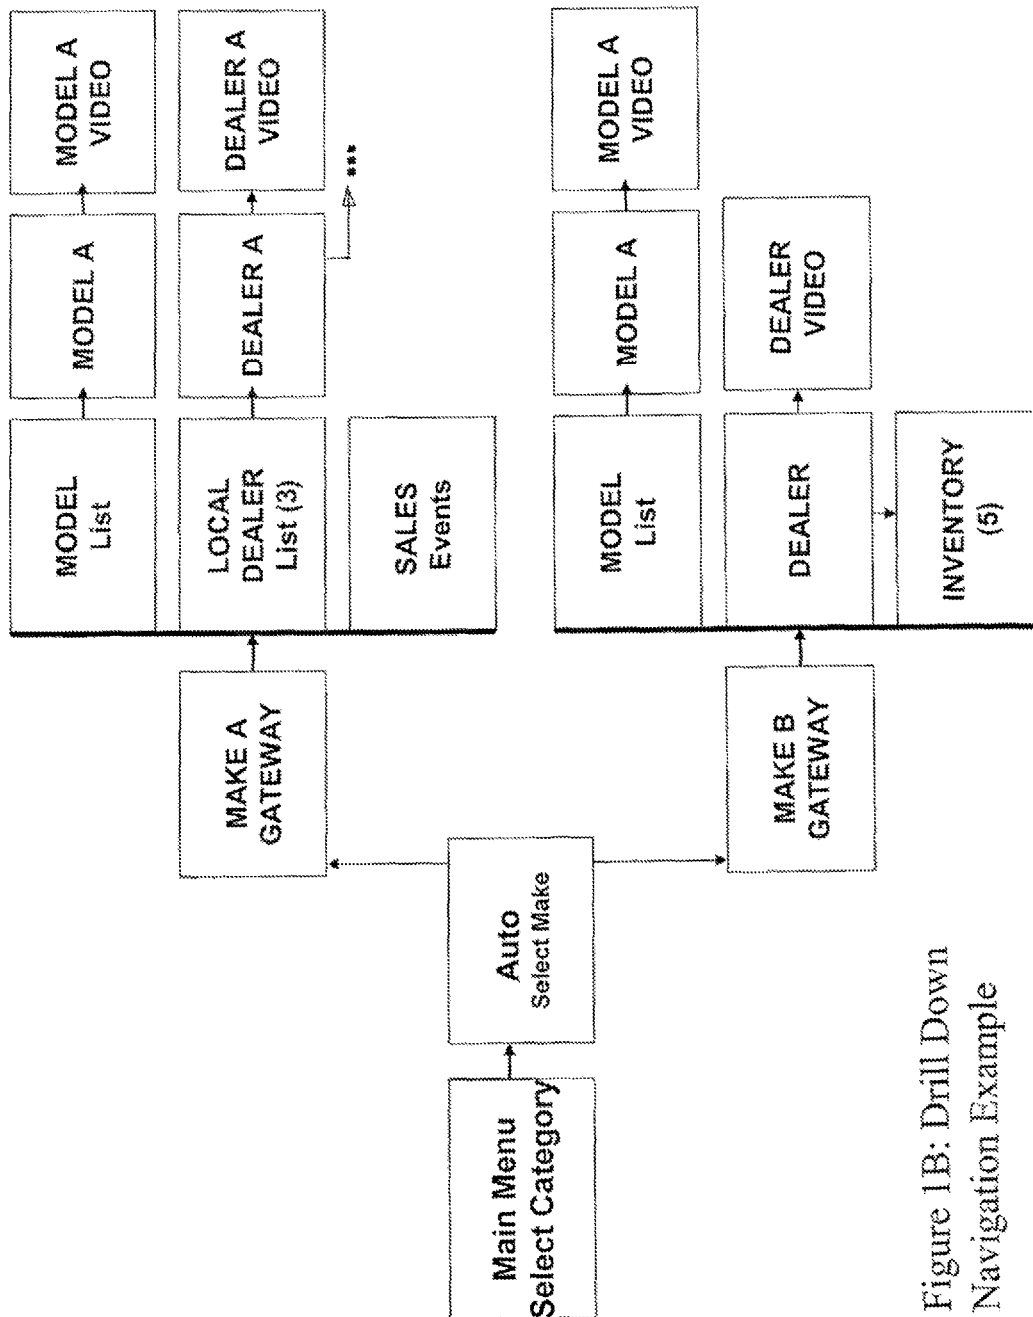 Main Menu
Select Category
Auto
Select Make
MAKE A
GATEWAY
MODEL
List
MODEL A
MODEL A
VIDEO
LOCAL
DEALER
List (3)
DEALER A
DEALER A
VIDEO
***
SALES
Events
MAKE B
GATEWAY
MODEL
List
MODEL A
MODEL A
VIDEO
DEALER
DEALER
VIDEO
INVENTORY
(5)
Figure 1B: Drill Down
Navigation Example